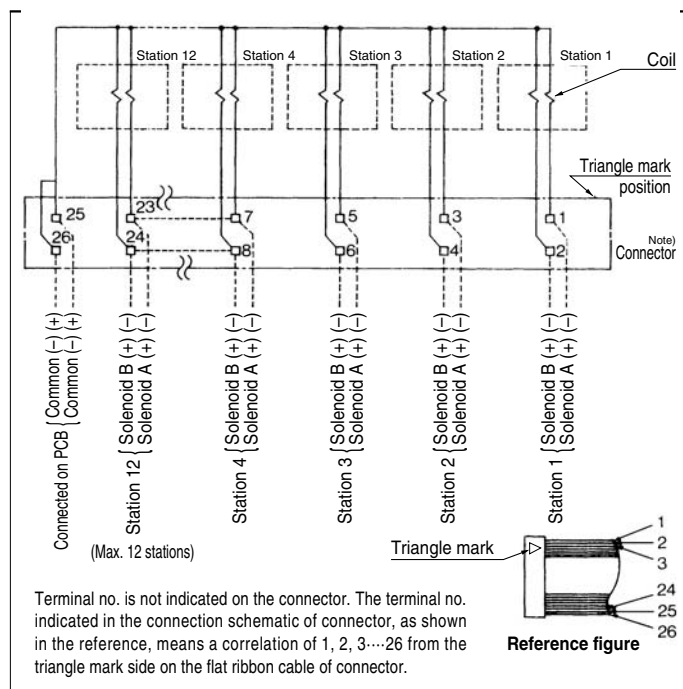 Station 12
Station 4
Station 3
Station 2
Station 1
Coil
Triangle mark
position
25
23
7
5
3
1
26
24
8
6
4
2
Note)
Connector
Connected on PCB { Common (–) (+)
Common (–) (+)
Station 12 { Solenoid B (+) (–)
Solenoid A (+) (–)
Station 4 { Solenoid B (+) (–)
Solenoid A (+) (–)
Station 3 { Solenoid B (+) (–)
Solenoid A (+) (–)
Station 2 { Solenoid B (+) (–)
Solenoid A (+) (–)
Station 1 { Solenoid B (+) (–)
Solenoid A (+) (–)
(Max. 12 stations)
Triangle mark
1
2
3
24
25
26
Reference figure
Terminal no. is not indicated on the connector. The terminal no.
indicated in the connection schematic of connector, as shown
in the reference, means a correlation of 1, 2, 3····26 from the
triangle mark side on the flat ribbon cable of connector.